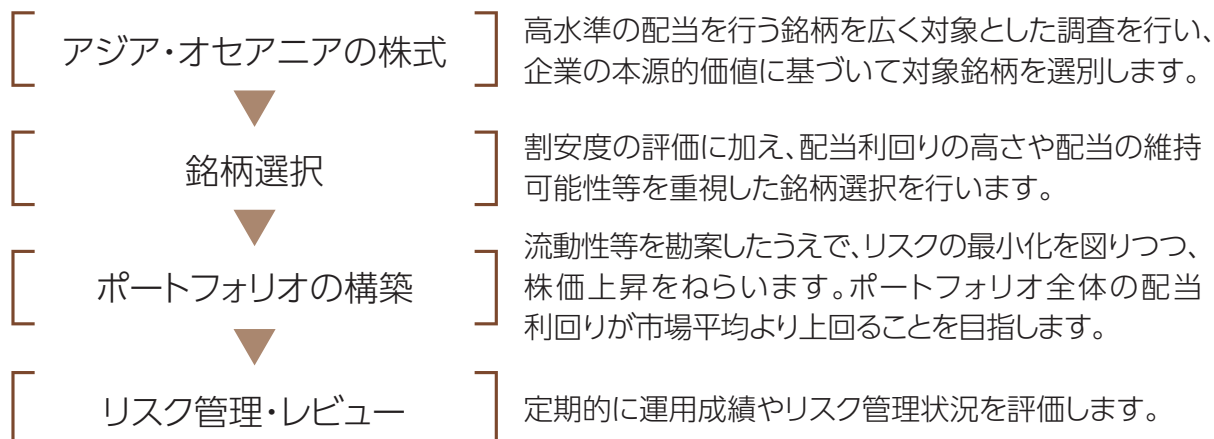 アジア・オセアニアの株式
高水準の配当を行う銘柄を広く対象とした調査を行い、
企業の本源的価値に基づいて対象銘柄を選別します。
銘柄選択
割安度の評価に加え、配当利回りの高さや配当の維持
可能性等を重視した銘柄選択を行います。
ポートフォリオの構築
流動性等を勘案したうえで、リスクの最小化を図りつつ、
株価上昇をねらいます。ポートフォリオ全体の配当
利回りが市場平均より上回ることを目指します。
リスク管理・レビュー
定期的に運用成績やリスク管理状況を評価します。